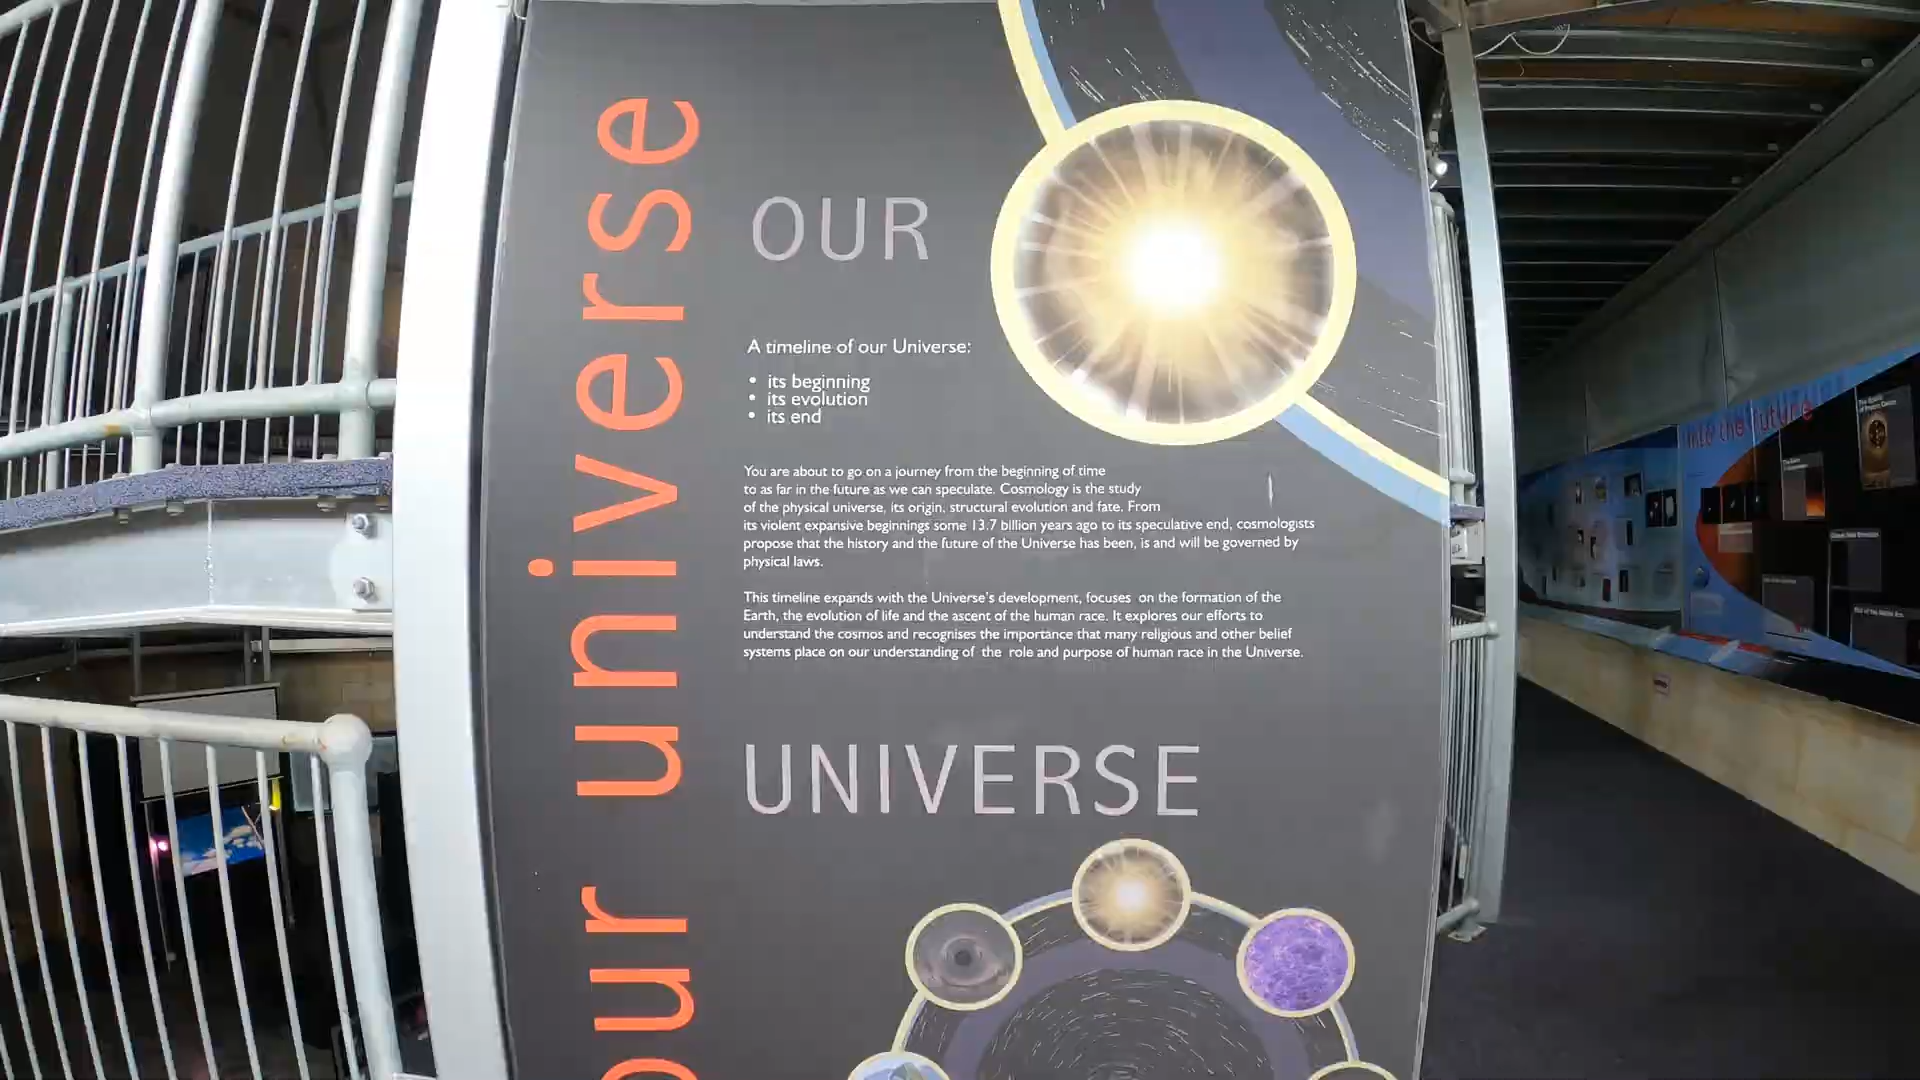 our universe
OUR
A timeline of our Universe:
• its beginning
• its evolution
• its end
You are about to go on a journey from the beginning of time
to as far in the future as we can speculate. Cosmology is the study
of the physical universe, its origin, structural evolution and fate. From
its violent expansive beginnings some 13.7 billion years ago to its speculative end, cosmologists
propose that the history and the future of the Universe has been, is and will be governed by
physical laws.
This timeline expands with the Universe's development, focuses on the formation of the
Earth, the evolution of life and the ascent of the human race. It explores our efforts to
understand the cosmos and recognises the importance that many religious and other belief
systems place on our understanding of the role and purpose of human race in the Universe.
UNIVERSE
into the future